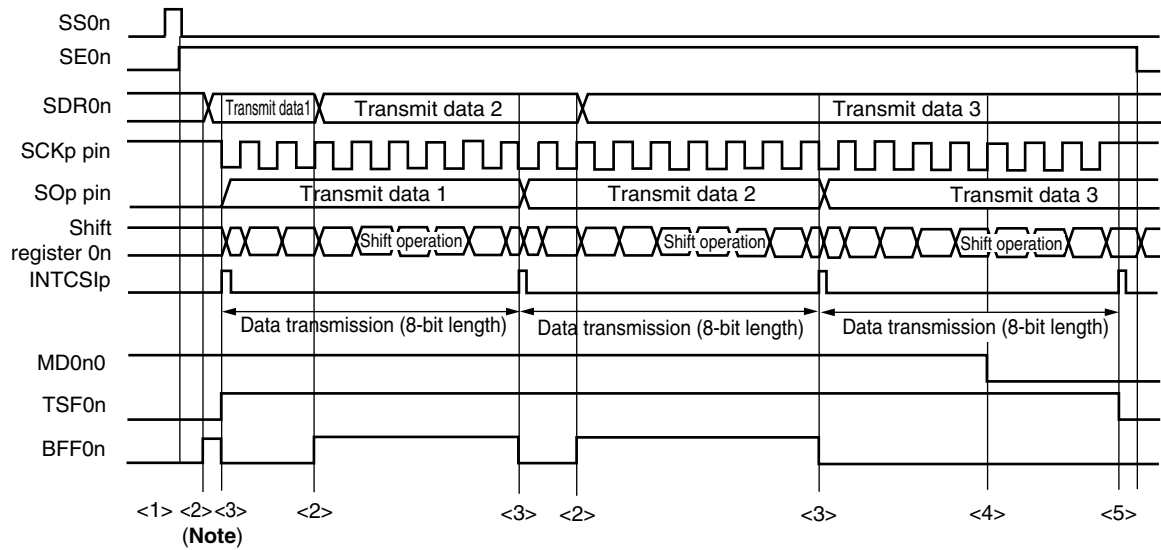 SS0n
SE0n
SDR0n Transmit data1 Transmit data 2 Transmit data 3
SCKp pin
SOp pin Transmit data 1 Transmit data 2 Transmit data 3
Shift
register 0n Shift operation Shift operation Shift operation
INTCSIp
Data transmission (8-bit length) Data transmission (8-bit length) Data transmission (8-bit length)
MD0n0
TSF0n
BFF0n
<1> <2> <3> <2> <3> <2> <3> <4> <5>
(Note)